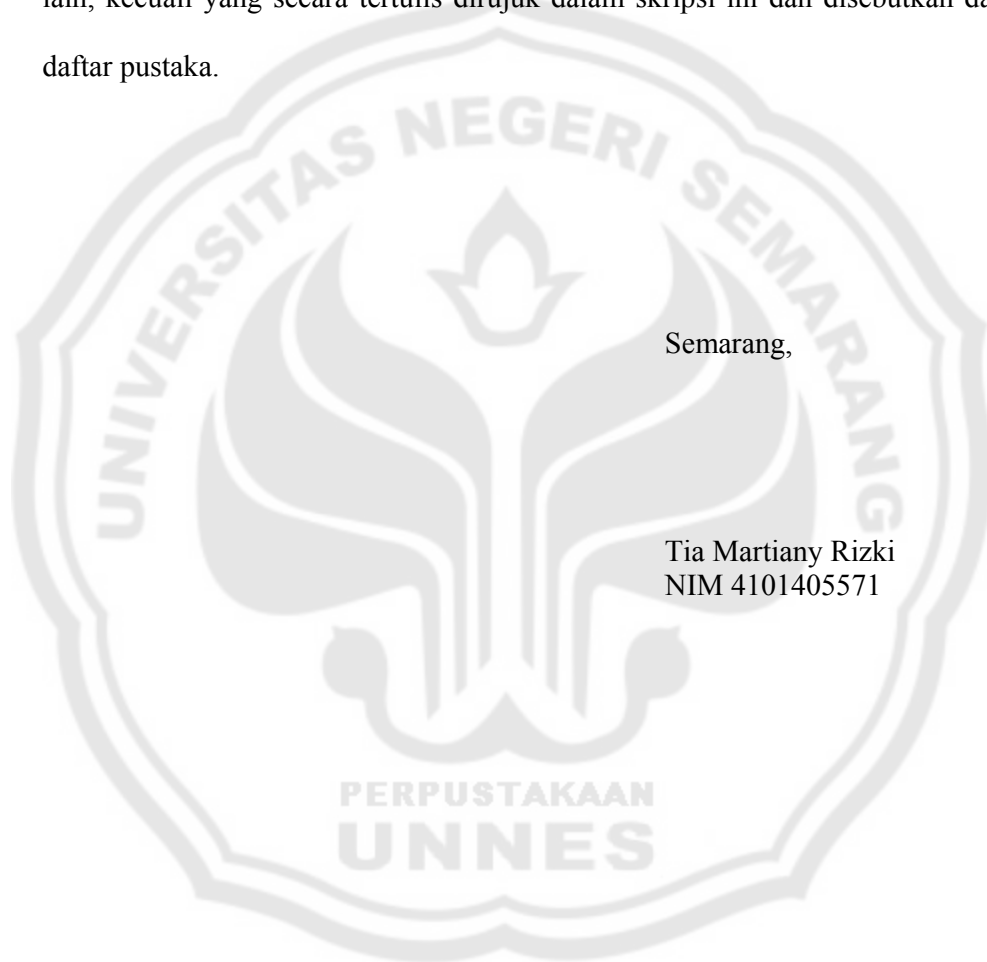 lain, kecuali yang secara tertulis dirujuk dalam skripsi ini dan disebutkan
daftar pustaka.
UNIVERSITAS NEGERI SEMARANG
Semarang,
Tia Martiany Rizki
NIM 4101405571
PERPUSTAKAAN
UNNES